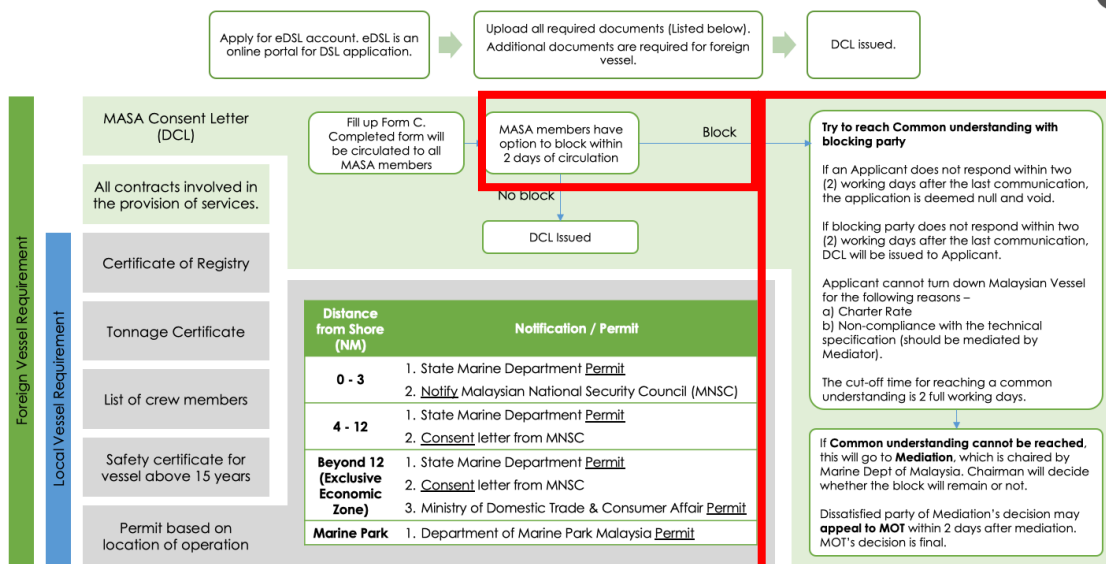 Apply for eDSL account. eDSL is an
online portal for DSL application.
Upload all required documents (Listed below).
Additional documents are required for foreign
vessel.
DCL issued.
Foreign Vessel Requirement
Local Vessel Requirement
MASA Consent Letter
(DCL)
All contracts involved in
the provision of services.
Certificate of Registry
Tonnage Certificate
List of crew members
Safety certificate for
vessel above 15 years
Permit based on
location of operation
Fill up Form C.
Completed form will
be circulated to all
MASA members
MASA members have
option to block within
2 days of circulation
Block
No block
DCL Issued
Distance
from Shore
(NM)
Notification / Permit
0 - 3
1. State Marine Department Permit
2. Notify Malaysian National Security Council (MNSC)
4 - 12
1. State Marine Department Permit
2. Consent letter from MNSC
Beyond 12
(Exclusive
Economic
Zone)
1. State Marine Department Permit
2. Consent letter from MNSC
3. Ministry of Domestic Trade & Consumer Affair Permit
Marine Park
1. Department of Marine Park Malaysia Permit
Try to reach Common understanding with
blocking party
If an Applicant does not respond within two
(2) working days after the last communication,
the application is deemed null and void.
If blocking party does not respond within two
(2) working days after the last communication,
DCL will be issued to Applicant.
Applicant cannot turn down Malaysian Vessel
for the following reasons –
a) Charter Rate
b) Non-compliance with the technical
specification (should be mediated by
Mediator).
The cut-off time for reaching a common
understanding is 2 full working days.
If Common understanding cannot be reached,
this will go to Mediation, which is chaired by
Marine Dept of Malaysia. Chairman will decide
whether the block will remain or not.
Dissatisfied party of Mediation's decision may
appeal to MOT within 2 days after mediation.
MOT's decision is final.